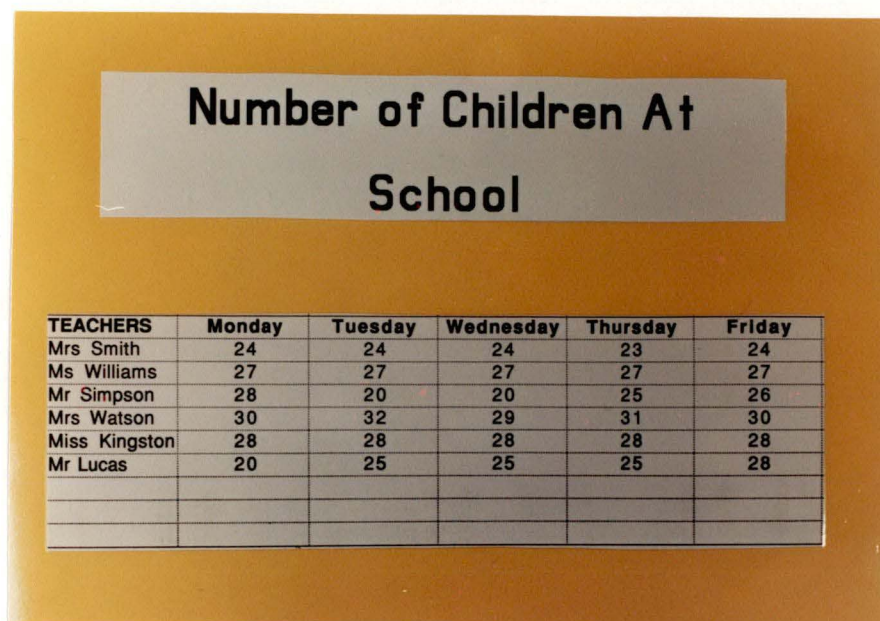 Number of Children At
School
TEACHERS Monday Tuesday Wednesday Thursday Friday
Mrs Smith 24 24 24 23 24
Ms Williams 27 27 27 27 27
Mr Simpson 28 20 20 25 26
Mrs Watson 30 32 29 31 30
Miss Kingston 28 28 28 28 28
Mr Lucas 20 25 25 25 28